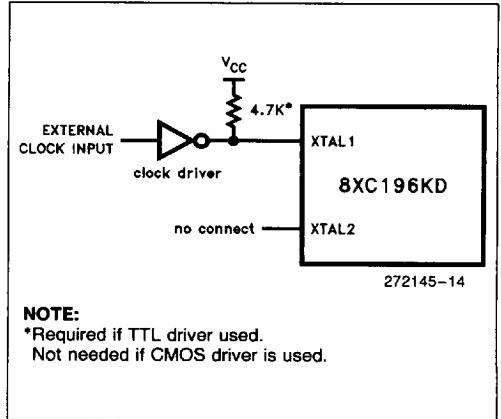 VCC
4.7K*
EXTERNAL
CLOCK INPUT
clock driver
XTAL1
8XC196KD
no connect
XTAL2
272145-14
NOTE:
*Required if TTL driver used.
Not needed if CMOS driver is used.